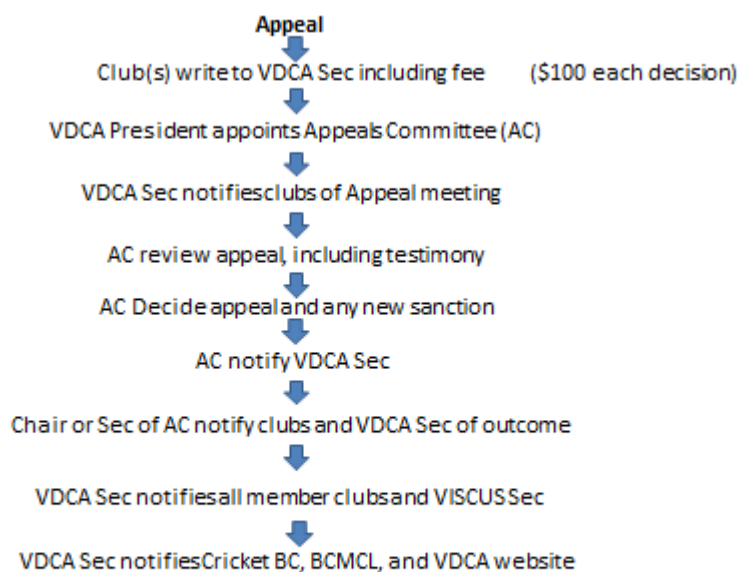 Appeal
Club(s) write to VDCA Sec including fee ($100 each decision)
VDCA President appoints Appeals Committee (AC)
VDCA Sec notifiesclubs of Appeal meeting
AC review appeal, including testimony
AC Decide appeal and any new sanction
AC notify VDCA Sec
Chair or Sec of AC notify clubs and VDCA Sec of outcome
VDCA Sec notifiesall member clubs and VISCUS Sec
VDCA Sec notifiesCricket BC, BCMCL, and VDCA website